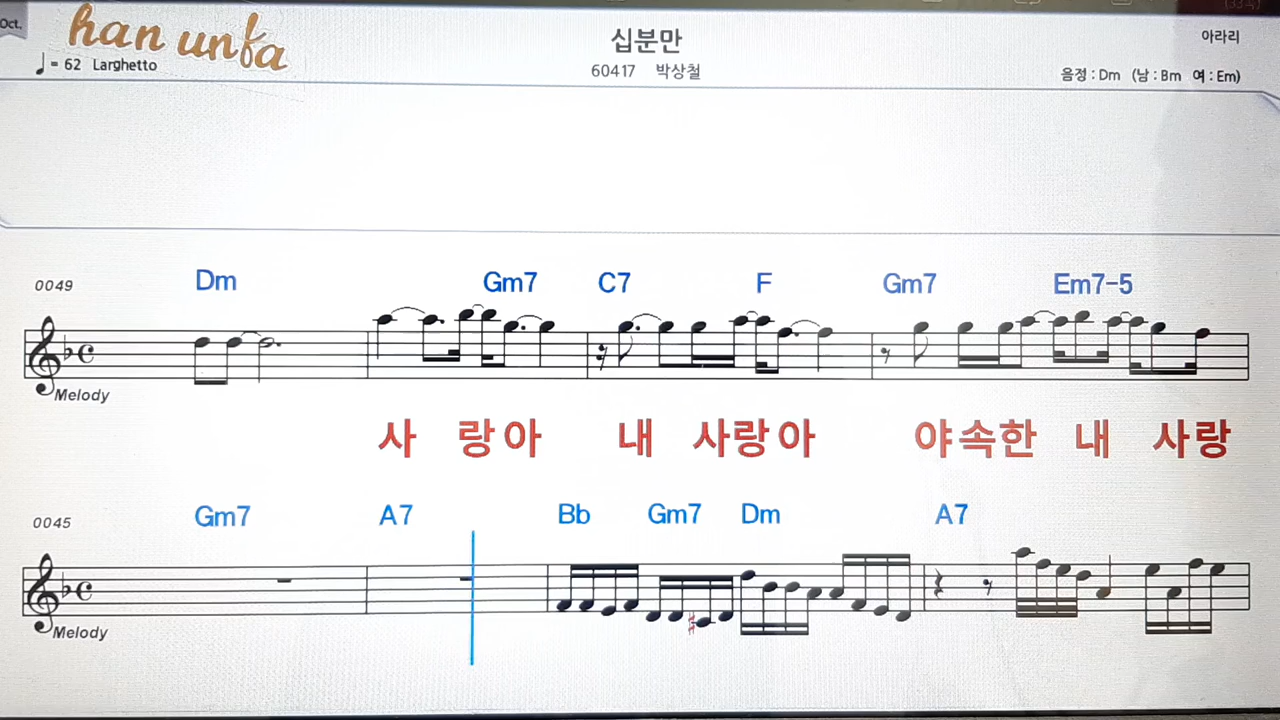 Oct.
han unfa
십분만
아라리
♩ = 62 Larghetto
60417 박상철
음정 : Dm (남 : Bm 여 : Em)
0049 Dm Gm7 C7 F Gm7 Em7-5
Melody
사 랑아 내 사랑아 야속한 내 사랑
0045 Gm7 A7 Bb Gm7 Dm A7
Melody